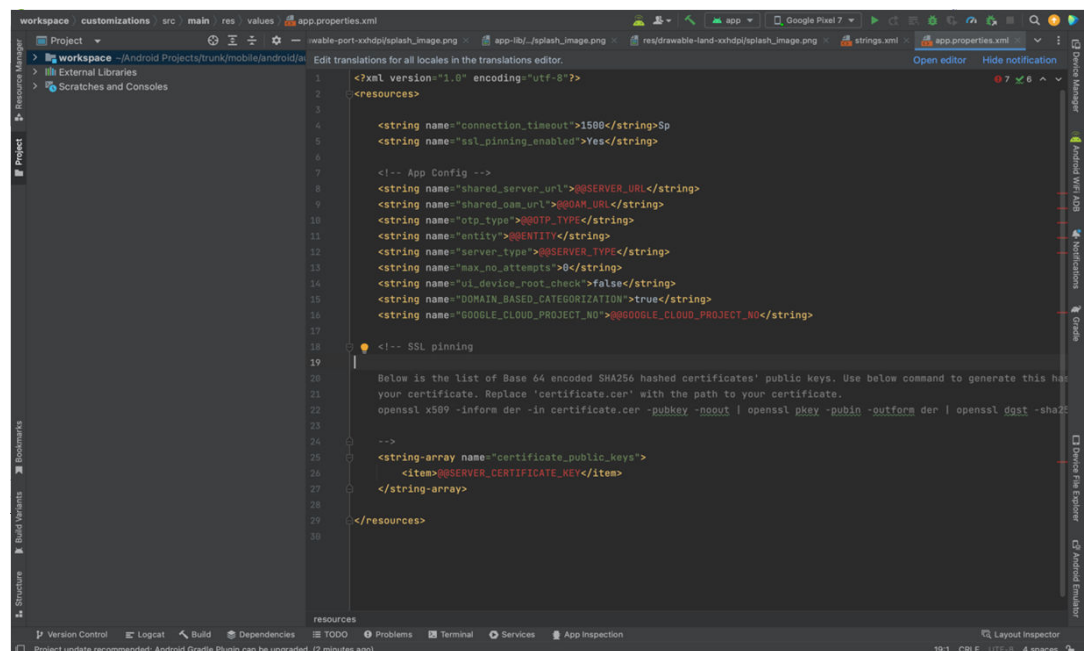 workspace > customizations > src > main > res > values > app.properties.xml
app
Google Pixel 7
Project
wable-port-xxhdpi/splash_image.png
app-lib/../splash_image.png
res/drawable-land-xxhdpi/splash_image.png
strings.xml
app.properties.xml
workspace ~/Android Projects/trunk/mobile/android/au
External Libraries
Scratches and Consoles
Edit translations for all locales in the translations editor.
Open editor
Hide notification
7 6
1 <?xml version="1.0" encoding="utf-8"?>
2 <resources>
3
4 <string name="connection_timeout">1500</string>Sp
5 <string name="ssl_pinning_enabled">Yes</string>
6
7 <!-- App Config -->
8 <string name="shared_server_url">@@SERVER_URL</string>
9 <string name="shared_oam_url">@@OAM_URL</string>
10 <string name="otp_type">@@OTP_TYPE</string>
11 <string name="entity">@@ENTITY</string>
12 <string name="server_type">@@SERVER_TYPE</string>
13 <string name="max_no_attempts">0</string>
14 <string name="ui_device_root_check">false</string>
15 <string name="DOMAIN_BASED_CATEGORIZATION">true</string>
16 <string name="GOOGLE_CLOUD_PROJECT_NO">@@GOOGLE_CLOUD_PROJECT_NO</string>
17
18 <!-- SSL pinning
19
20 Below is the list of Base 64 encoded SHA256 hashed certificates' public keys. Use below command to generate this has
21 your certificate. Replace 'certificate.cer' with the path to your certificate.
22 openssl x509 -inform der -in certificate.cer -pubkey -noout | openssl pkey -pubin -outform der | openssl dgst -sha25
23
24 -->
25 <string-array name="certificate_public_keys">
26 <item>@@SERVER_CERTIFICATE_KEY</item>
27 </string-array>
28
29 </resources>
30
resources
Resource Manager
Project
Bookmarks
Build Variants
Structure
Device Manager
Android WiFi ADB
Notifications
Gradle
Device File Explorer
Android Emulator
Version Control
Logcat
Build
Dependencies
TODO
Problems
Terminal
Services
App Inspection
Layout Inspector
Project update recommended: Android Gradle Plugin can be upgraded. (2 minutes ago)
19:1 CRLF UTF-8 4 spaces